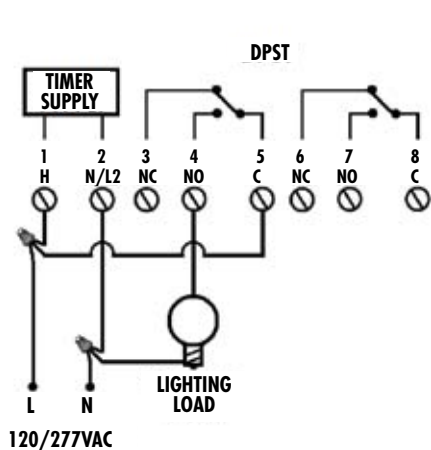 DPST
TIMER
SUPPLY
1 2 3 4 5 6 7 8
H N/L2 NC NO C NC NO C
LIGHTING
LOAD
L N
120/277VAC